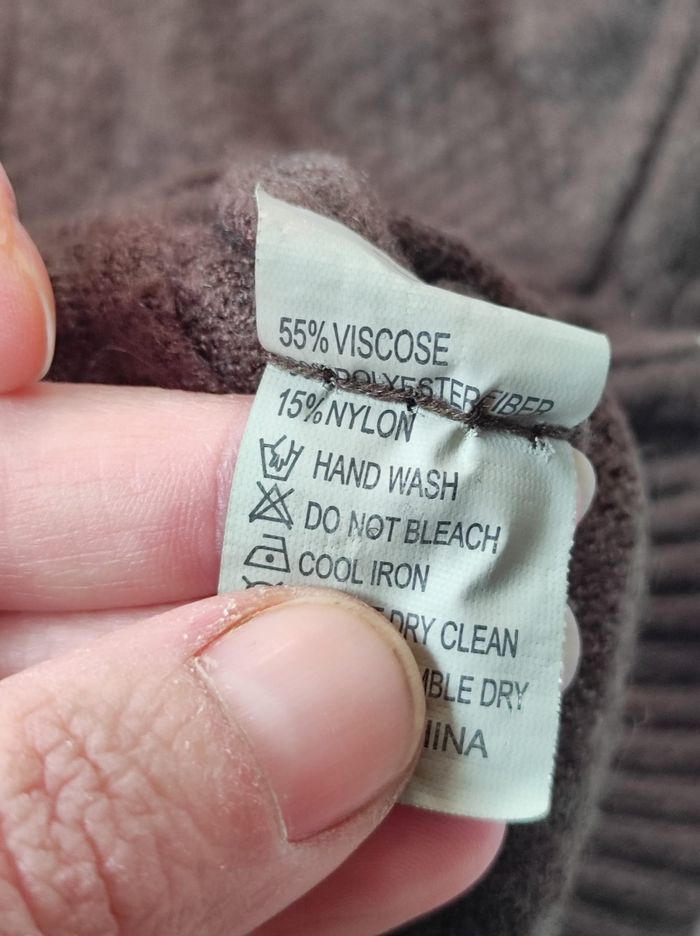 55% VISCOSE
POLYESTER FIBER
15% NYLON
HAND WASH
DO NOT BLEACH
COOL IRON
DRY CLEAN
DRY